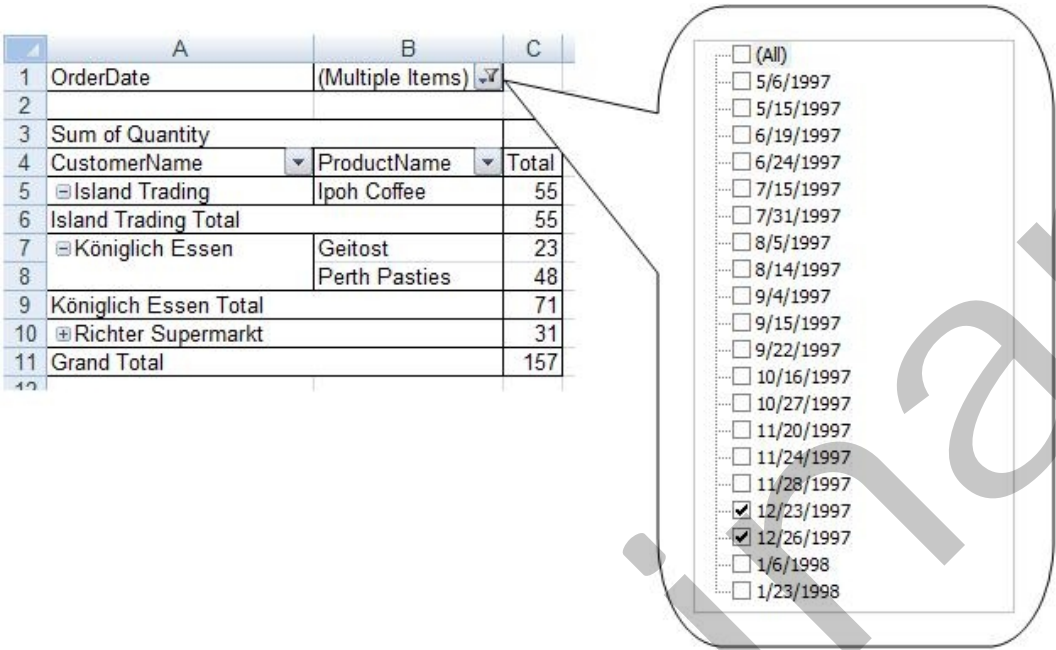 A B C
1 OrderDate (Multiple Items)
2
3 Sum of Quantity
4 CustomerName ProductName Total
5 Island Trading Ipoh Coffee 55
6 Island Trading Total 55
7 Königlich Essen Geitost 23
8 Perth Pasties 48
9 Königlich Essen Total 71
10 Richter Supermarkt 31
11 Grand Total 157
12
(All)
5/6/1997
5/15/1997
6/19/1997
6/24/1997
7/15/1997
7/31/1997
8/5/1997
8/14/1997
9/4/1997
9/15/1997
9/22/1997
10/16/1997
10/27/1997
11/20/1997
11/24/1997
11/28/1997
12/23/1997
12/26/1997
1/6/1998
1/23/1998